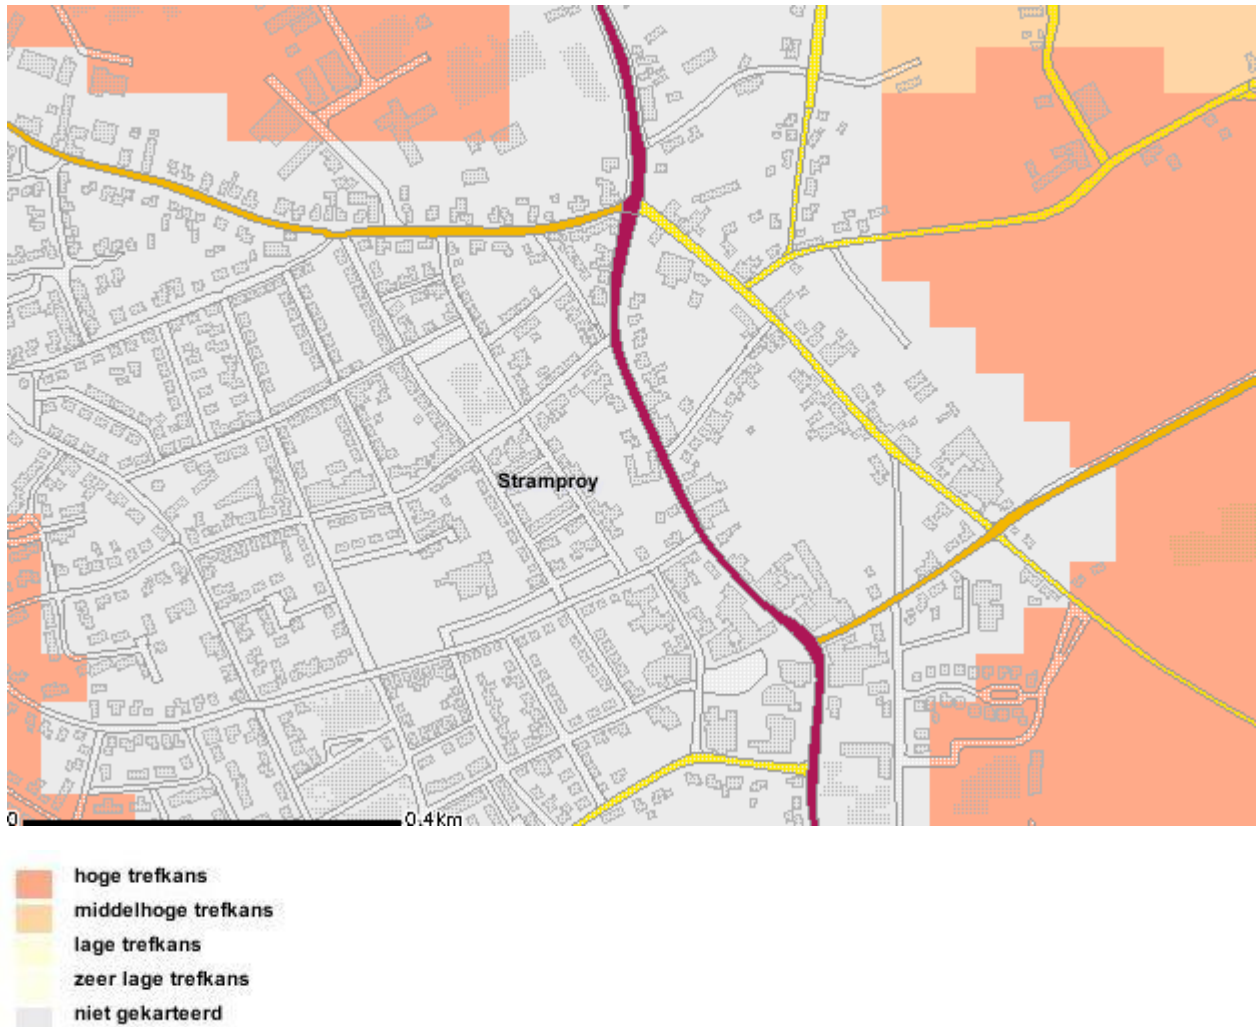 Stramproy
0 0.4Km
hoge trefkans
middelhoge trefkans
lage trefkans
zeer lage trefkans
niet gekarteerd